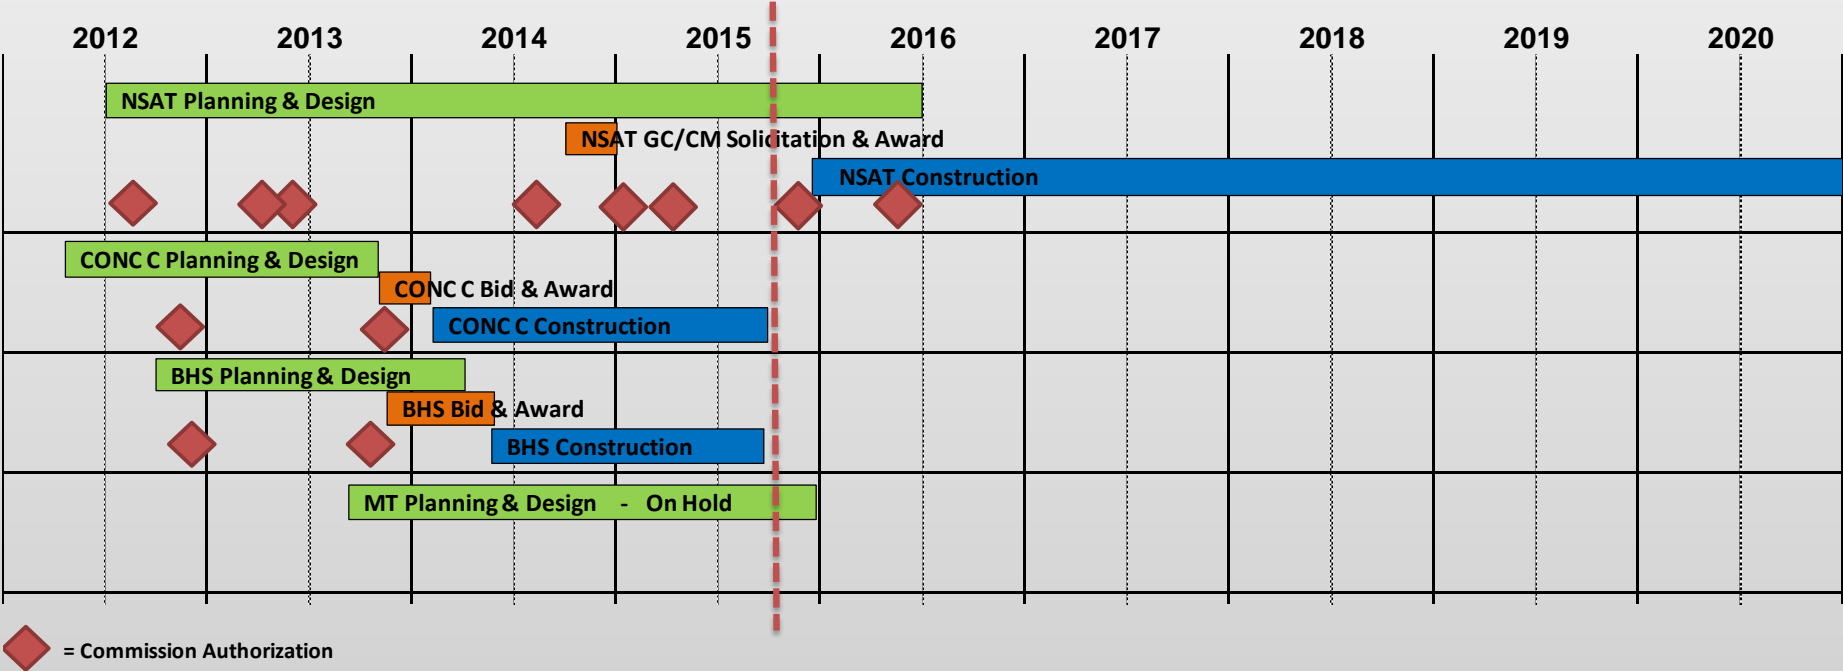 2012 2013 2014 2015 2016 2017 2018 2019 2020
NSAT Planning & Design
NSAT GC/CM Solicitation & Award
NSAT Construction
CONC C Planning & Design
CONC C Bid & Award
CONC C Construction
BHS Planning & Design
BHS Bid & Award
BHS Construction
MT Planning & Design - On Hold
= Commission Authorization